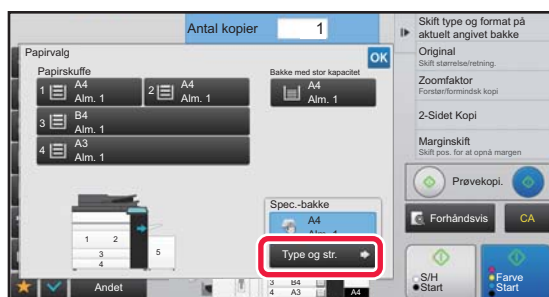 Antal kopier
1
Papirvalg
OK
Papirskuffe
Bakke med stor kapacitet
1
A4
Alm. 1
2
A4
Alm. 1
A4
Alm. 1
3
B4
Alm. 1
4
A3
Alm. 1
Spec.-bakke
A4
Alm. 1
Type og str.
1
2
3
4
5
Andet
3 B4
4 A3
A4
Skift type og format på
aktuelt angivet bakke
Original
Skift størrelse/retning.
Zoomfaktor
Forstør/formindsk kopi
2-Sidet Kopi
Marginskift
Skift pos. for at opnå margen
Prøvekopi.
Forhåndsvis
CA
S/H
Start
Farve
Start